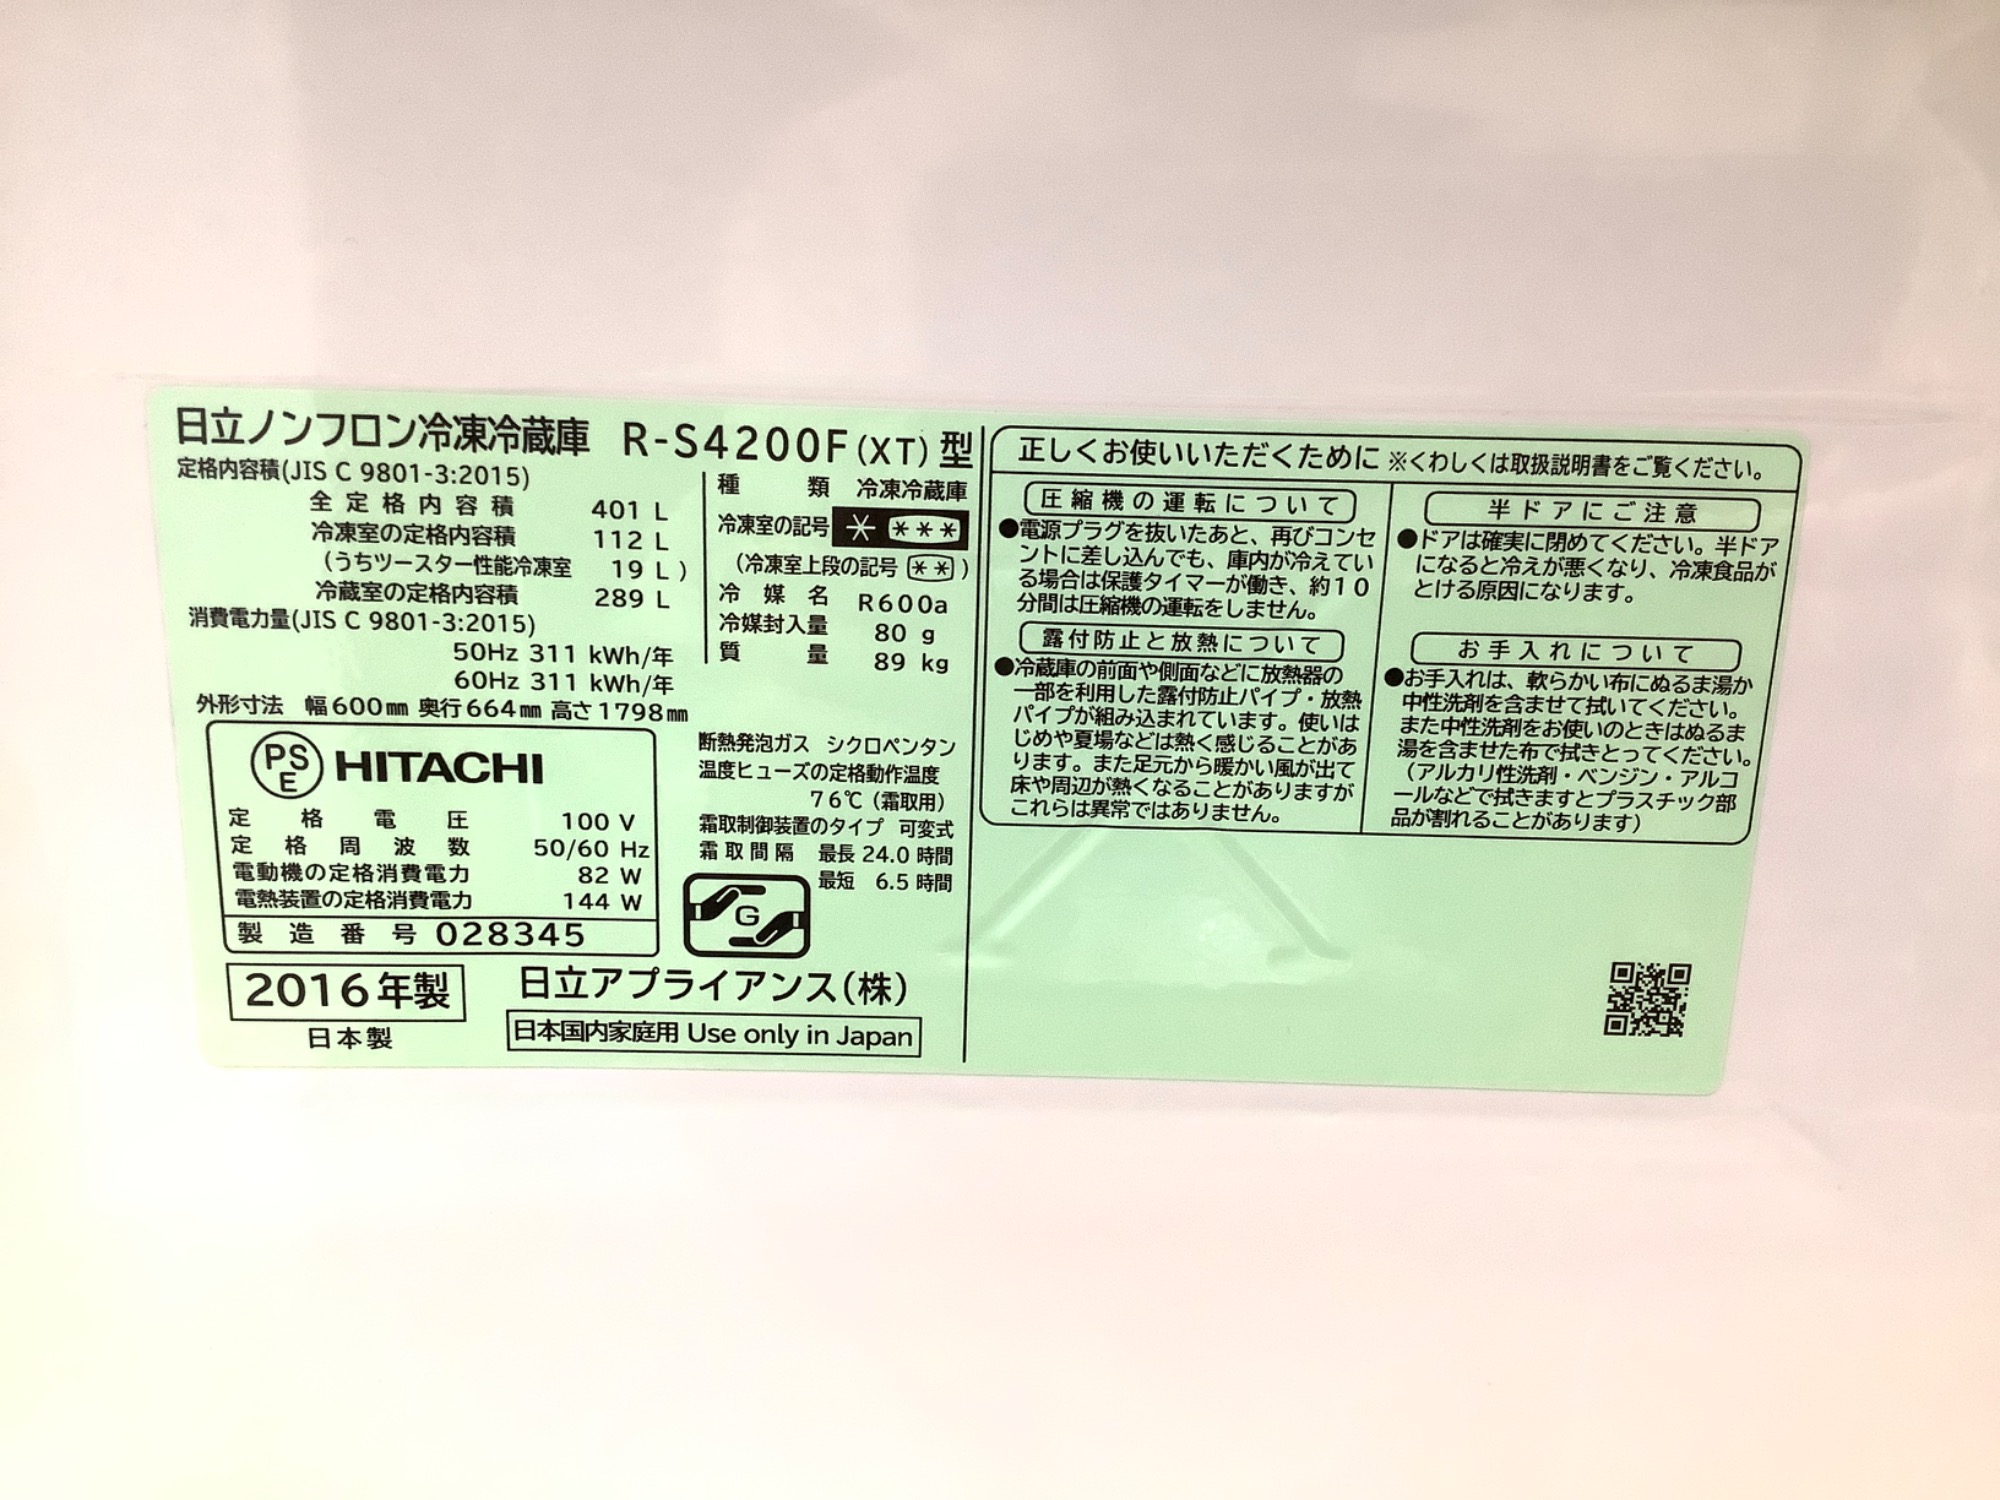 日立ノンフロン冷凍冷蔵庫 R-S4200F(XT)型
定格内容積(JIS C 9801-3:2015)
全定格内容積 401 L
冷凍室の定格内容積 112 L
(うちツースター性能冷凍室 19 L)
冷蔵室の定格内容積 289 L
消費電力量(JIS C 9801-3:2015)
50Hz 311 kWh/年
60Hz 311 kWh/年
外形寸法 幅600㎜ 奥行664㎜ 高さ1798㎜
種類 冷凍冷蔵庫
冷凍室の記号 * ***
(冷凍室上段の記号 **)
冷媒名 R600a
冷媒封入量 80 g
質量 89 kg
PSE HITACHI
定格電圧 100 V
定格周波数 50/60 Hz
電動機の定格消費電力 82 W
電熱装置の定格消費電力 144 W
製造番号 028345
断熱発泡ガス シクロペンタン
温度ヒューズの定格動作温度
76℃(霜取用)
霜取制御装置のタイプ 可変式
霜取間隔 最長 24.0 時間
最短 6.5 時間
G
2016年製
日本製
日立アプライアンス(株)
日本国内家庭用 Use only in Japan
正しくお使いいただくために ※くわしくは取扱説明書をご覧ください。
圧縮機の運転について
●電源プラグを抜いたあと、再びコンセ
ントに差し込んでも、庫内が冷えてい
る場合は保護タイマーが働き、約10
分間は圧縮機の運転をしません。
露付防止と放熱について
●冷蔵庫の前面や側面などに放熱器の
一部を利用した露付防止パイプ・放熱
パイプが組み込まれています。使いは
じめや夏場などは熱く感じることがあ
ります。また足元から暖かい風が出て
床や周辺が熱くなることがありますが
これらは異常ではありません。
半ドアにご注意
●ドアは確実に閉めてください。半ドア
になると冷えが悪くなり、冷凍食品が
とける原因になります。
お手入れについて
●お手入れは、軟らかい布にぬるま湯か
中性洗剤を含ませて拭いてください。
また中性洗剤をお使いのときはぬるま
湯を含ませた布で拭きとってください。
(アルカリ性洗剤・ベンジン・アルコ
ールなどで拭きますとプラスチック部
品が割れることがあります)